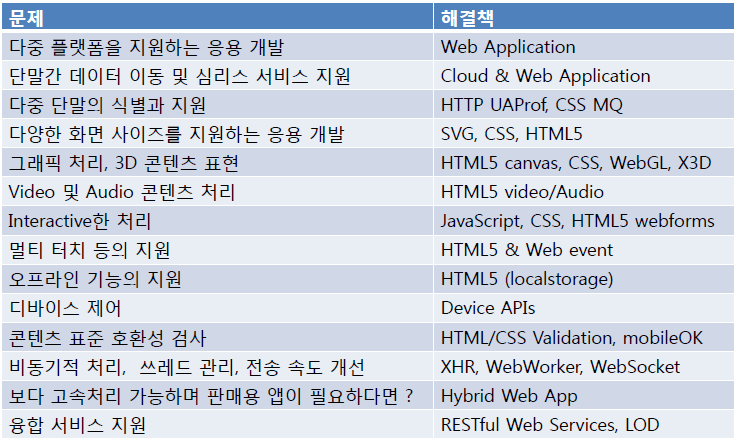 문제 해결책
다중 플랫폼을 지원하는 응용 개발 Web Application
단말간 데이터 이동 및 심리스 서비스 지원 Cloud & Web Application
다중 단말의 식별과 지원 HTTP UAProf, CSS MQ
다양한 화면 사이즈를 지원하는 응용 개발 SVG, CSS, HTML5
그래픽 처리, 3D 콘텐츠 표현 HTML5 canvas, CSS, WebGL, X3D
Video 및 Audio 콘텐츠 처리 HTML5 video/Audio
Interactive한 처리 JavaScript, CSS, HTML5 webforms
멀티 터치 등의 지원 HTML5 & Web event
오프라인 기능의 지원 HTML5 (localstorage)
디바이스 제어 Device APIs
콘텐츠 표준 호환성 검사 HTML/CSS Validation, mobileOK
비동기적 처리, 쓰레드 관리, 전송 속도 개선 XHR, WebWorker, WebSocket
보다 고속처리 가능하며 판매용 앱이 필요하다면 ? Hybrid Web App
융합 서비스 지원 RESTful Web Services, LOD